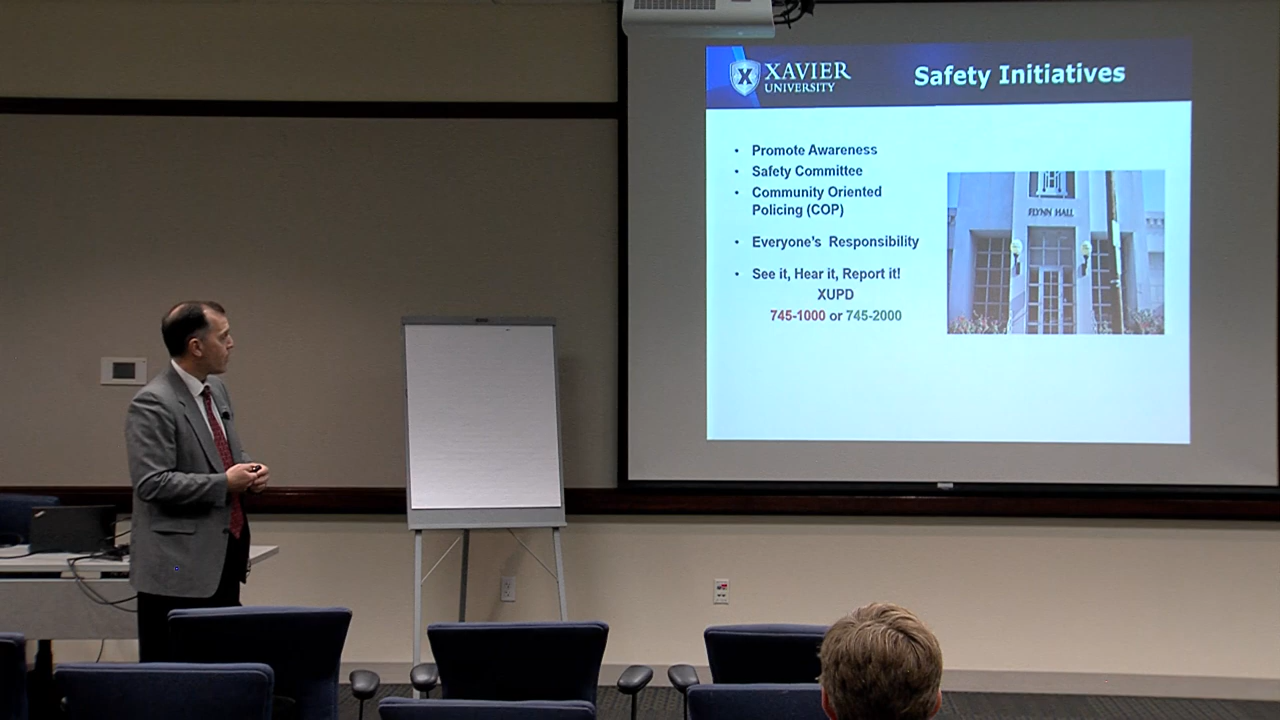 X XAVIER
UNIVERSITY
Safety Initiatives
• Promote Awareness
• Safety Committee
• Community Oriented
Policing (COP)
• Everyone's Responsibility
• See it, Hear it, Report it!
XUPD
745-1000 or 745-2000
FLYNN HALL